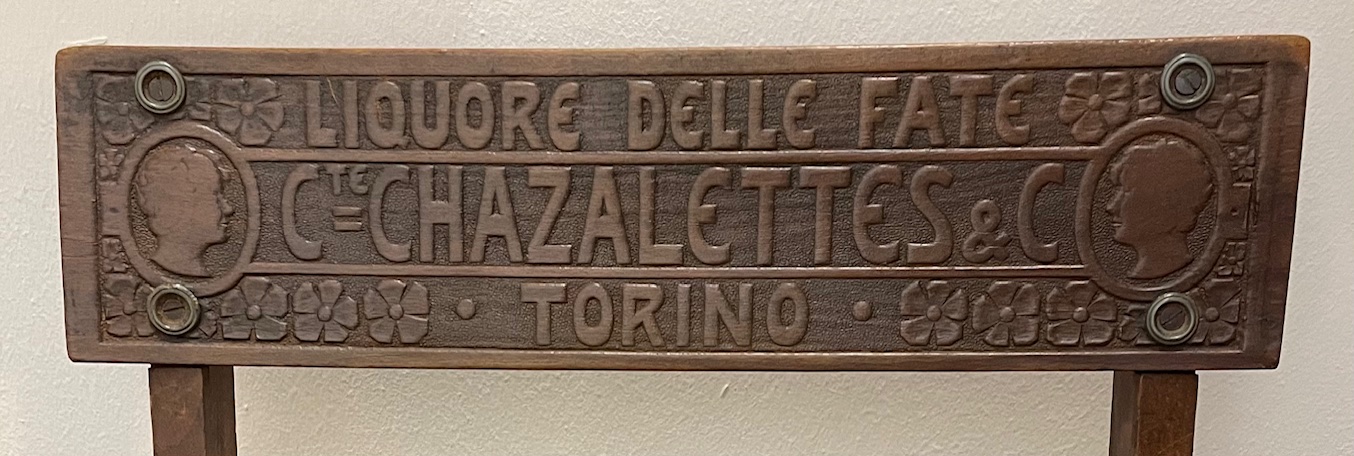 LIQUORE DELLE FATE
Cᵀᴱ CHAZALETTES & C
· TORINO ·